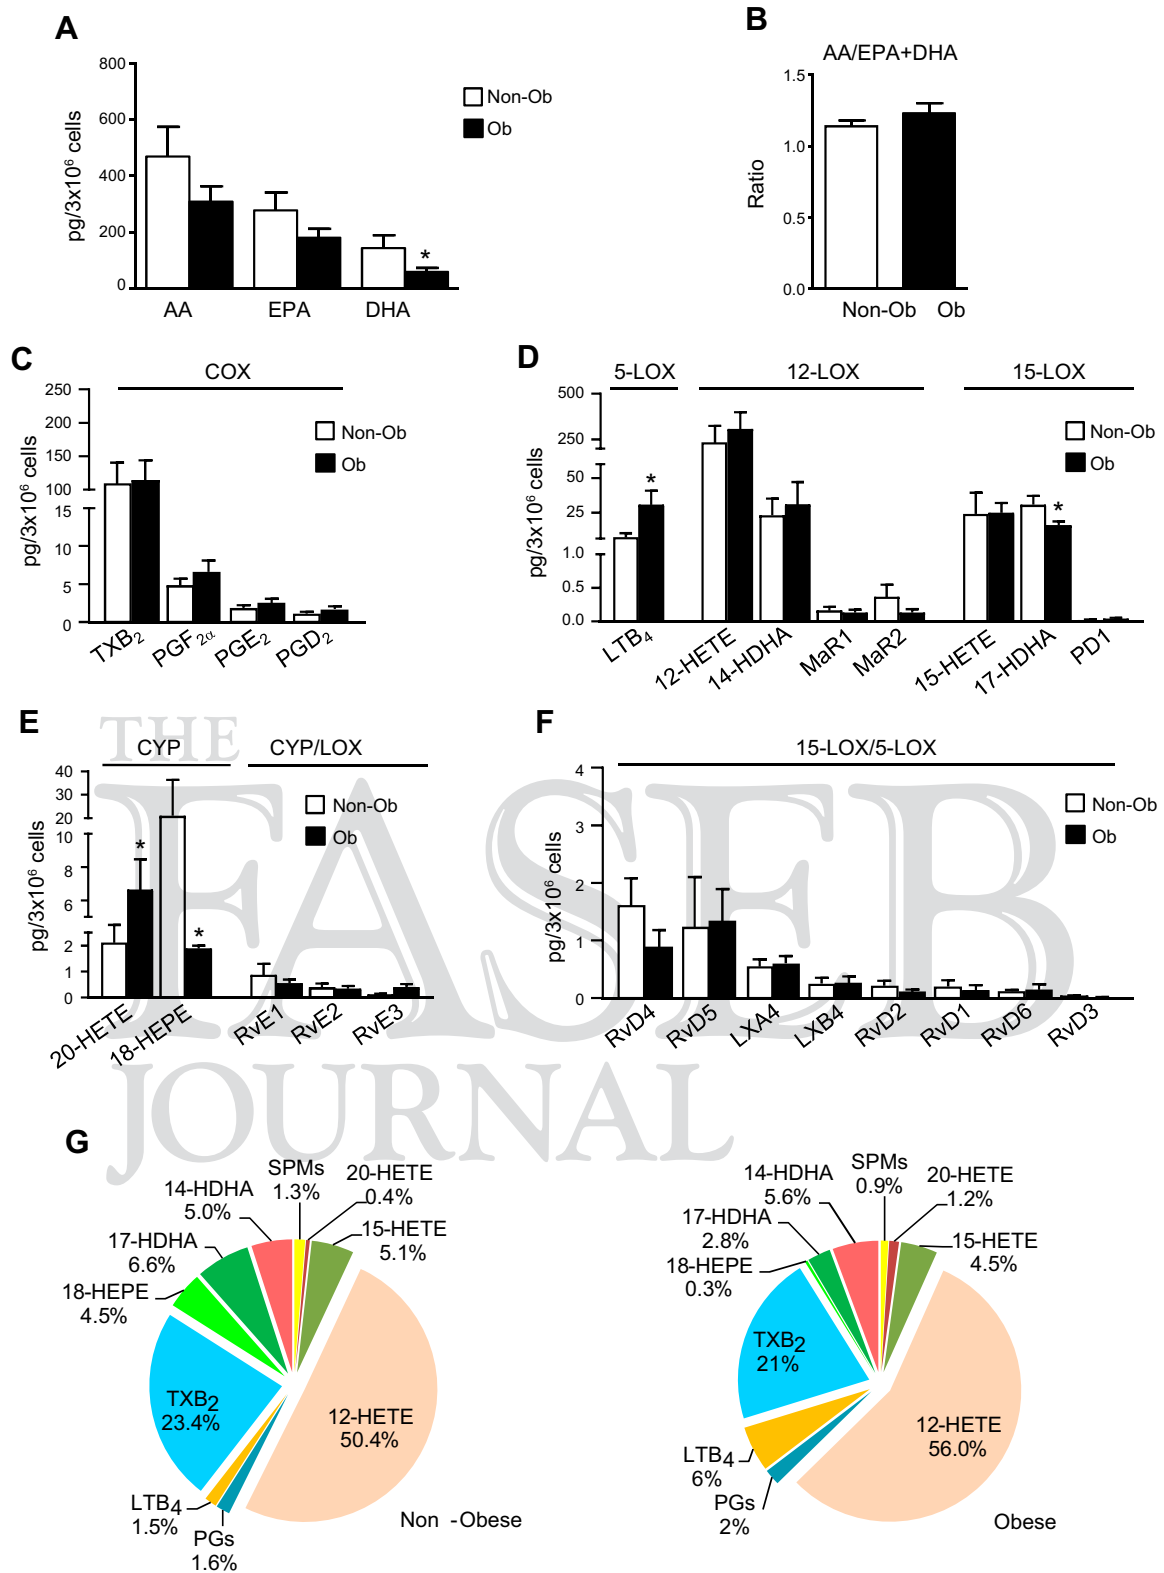 A
800
600
400
200
0
pg/3x10⁶ cells
Non-Ob
Ob
*
AA
EPA
DHA
B
AA/EPA+DHA
1.5
1.0
0.5
0.0
Ratio
Non-Ob
Ob
C
COX
250
200
150
100
15
10
5
0
pg/3x10⁶ cells
Non-Ob
Ob
TXB₂
PGF₂α
PGE₂
PGD₂
D
5-LOX
12-LOX
15-LOX
500
250
50
25
1.0
0.5
0.0
pg/3x10⁶ cells
Non-Ob
Ob
*
*
LTB₄
12-HETE
14-HDHA
MaR1
MaR2
15-HETE
17-HDHA
PD1
THE
FASEB
JOURNAL
E
CYP
CYP/LOX
40
30
20
10
8
6
2
1
0
pg/3x10⁶ cells
Non-Ob
Ob
*
*
20-HETE
18-HEPE
RvE1
RvE2
RvE3
F
15-LOX/5-LOX
4
3
2
1
0
pg/3x10⁶ cells
Non-Ob
Ob
RvD4
RvD5
LXA4
LXB4
RvD2
RvD1
RvD6
RvD3
G
SPMs
1.3%
20-HETE
0.4%
15-HETE
5.1%
14-HDHA
5.0%
17-HDHA
6.6%
18-HEPE
4.5%
TXB2
23.4%
12-HETE
50.4%
LTB4
1.5%
PGs
1.6%
Non -Obese
SPMs
0.9%
20-HETE
1.2%
15-HETE
4.5%
14-HDHA
5.6%
17-HDHA
2.8%
18-HEPE
0.3%
TXB2
21%
12-HETE
56.0%
LTB4
6%
PGs
2%
Obese